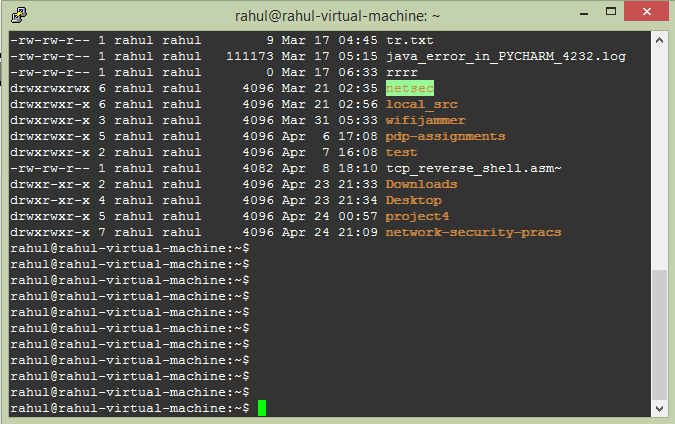 rahul@rahul-virtual-machine: ~
-rw-rw-r-- 1 rahul rahul 9 Mar 17 04:45 tr.txt
-rw-rw-r-- 1 rahul rahul 111173 Mar 17 05:15 java_error_in_PYCHARM_4232.log
-rw-rw-r-- 1 rahul rahul 0 Mar 17 06:33 rrrr
drwxrwxrwx 6 rahul rahul 4096 Mar 21 02:35 netsec
drwxrwxr-x 6 rahul rahul 4096 Mar 21 02:56 local_src
drwxrwxr-x 3 rahul rahul 4096 Mar 31 05:33 wifijammer
drwxrwxr-x 5 rahul rahul 4096 Apr 6 17:08 pdp-assignments
drwxrwxr-x 2 rahul rahul 4096 Apr 7 16:08 test
-rw-rw-r-- 1 rahul rahul 4082 Apr 8 18:10 tcp_reverse_shell.asm~
drwxr-xr-x 2 rahul rahul 4096 Apr 23 21:33 Downloads
drwxr-xr-x 4 rahul rahul 4096 Apr 23 21:34 Desktop
drwxrwxr-x 5 rahul rahul 4096 Apr 24 00:57 project4
drwxrwxr-x 7 rahul rahul 4096 Apr 24 21:09 network-security-pracs
rahul@rahul-virtual-machine:~$
rahul@rahul-virtual-machine:~$
rahul@rahul-virtual-machine:~$
rahul@rahul-virtual-machine:~$
rahul@rahul-virtual-machine:~$
rahul@rahul-virtual-machine:~$
rahul@rahul-virtual-machine:~$
rahul@rahul-virtual-machine:~$
rahul@rahul-virtual-machine:~$
rahul@rahul-virtual-machine:~$
rahul@rahul-virtual-machine:~$